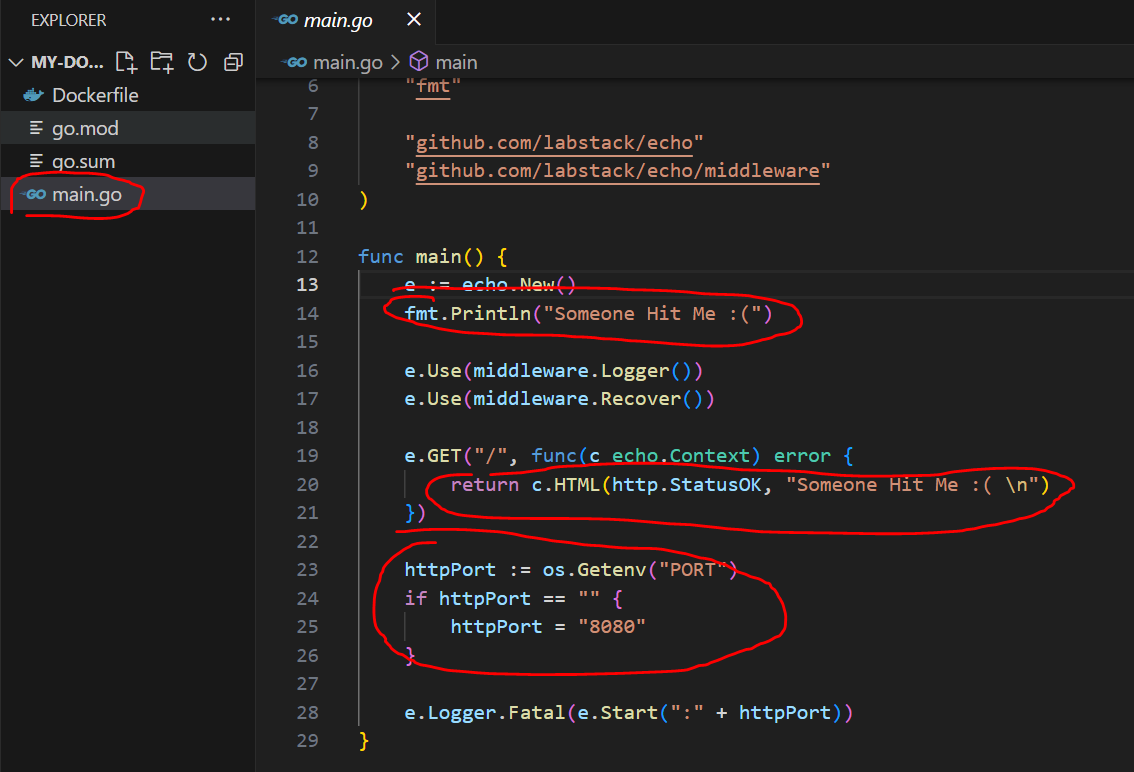 EXPLORER ...
MY-DO...
Dockerfile
go.mod
go.sum
GO main.go
GO main.go
GO main.go > main
6 "fmt"
7
8 "github.com/labstack/echo"
9 "github.com/labstack/echo/middleware"
10 )
11
12 func main() {
13 e := echo.New()
14 fmt.Println("Someone Hit Me :(")
15
16 e.Use(middleware.Logger())
17 e.Use(middleware.Recover())
18
19 e.GET("/", func(c echo.Context) error {
20 return c.HTML(http.StatusOK, "Someone Hit Me :( \n")
21 })
22
23 httpPort := os.Getenv("PORT")
24 if httpPort == "" {
25 httpPort = "8080"
26 }
27
28 e.Logger.Fatal(e.Start(":" + httpPort))
29 }